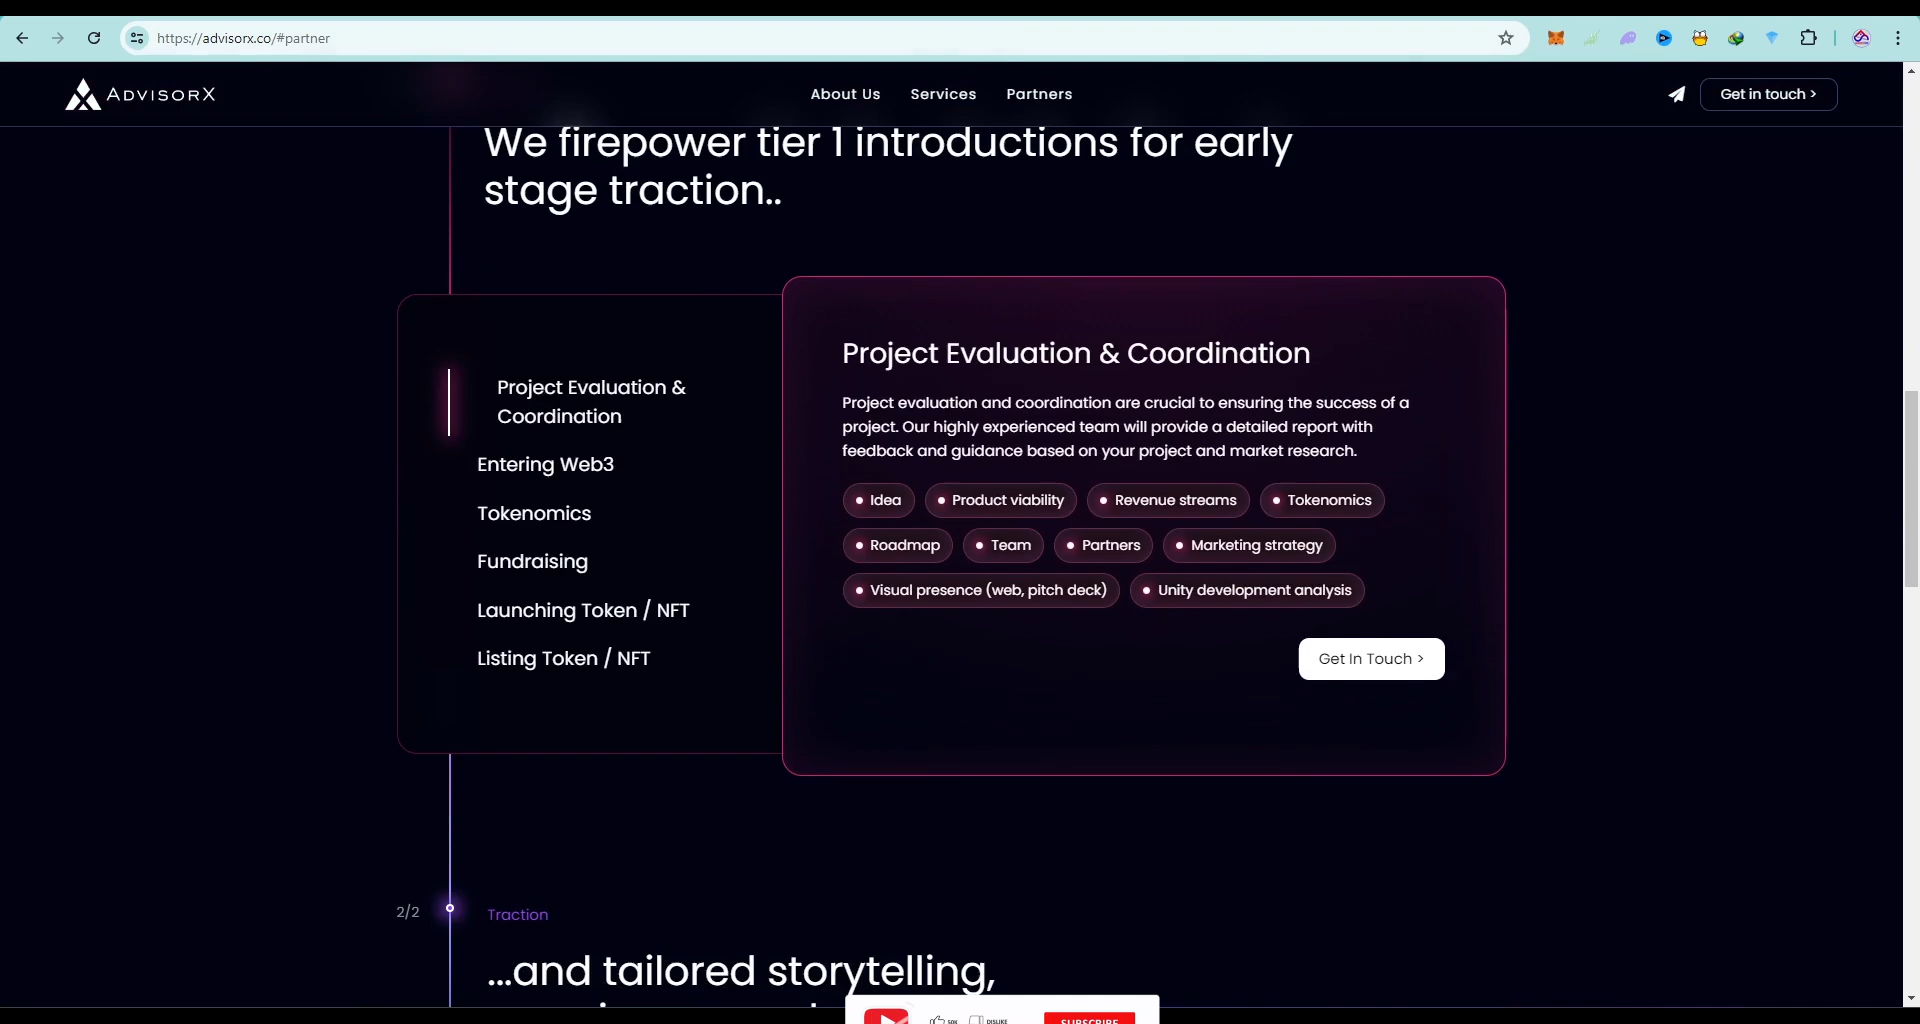 https://advisorx.co/#partner
ADVISORX
About Us
Services
Partners
Get in touch >
We firepower tier 1 introductions for early
stage traction..
Project Evaluation &
Coordination
Entering Web3
Tokenomics
Fundraising
Launching Token / NFT
Listing Token / NFT
Project Evaluation & Coordination
Project evaluation and coordination are crucial to ensuring the success of a
project. Our highly experienced team will provide a detailed report with
feedback and guidance based on your project and market research.
Idea
Product viability
Revenue streams
Tokenomics
Roadmap
Team
Partners
Marketing strategy
Visual presence (web, pitch deck)
Unity development analysis
Get In Touch >
2/2
Traction
...and tailored storytelling,
50K
DISLIKE
SUBSCRIBE